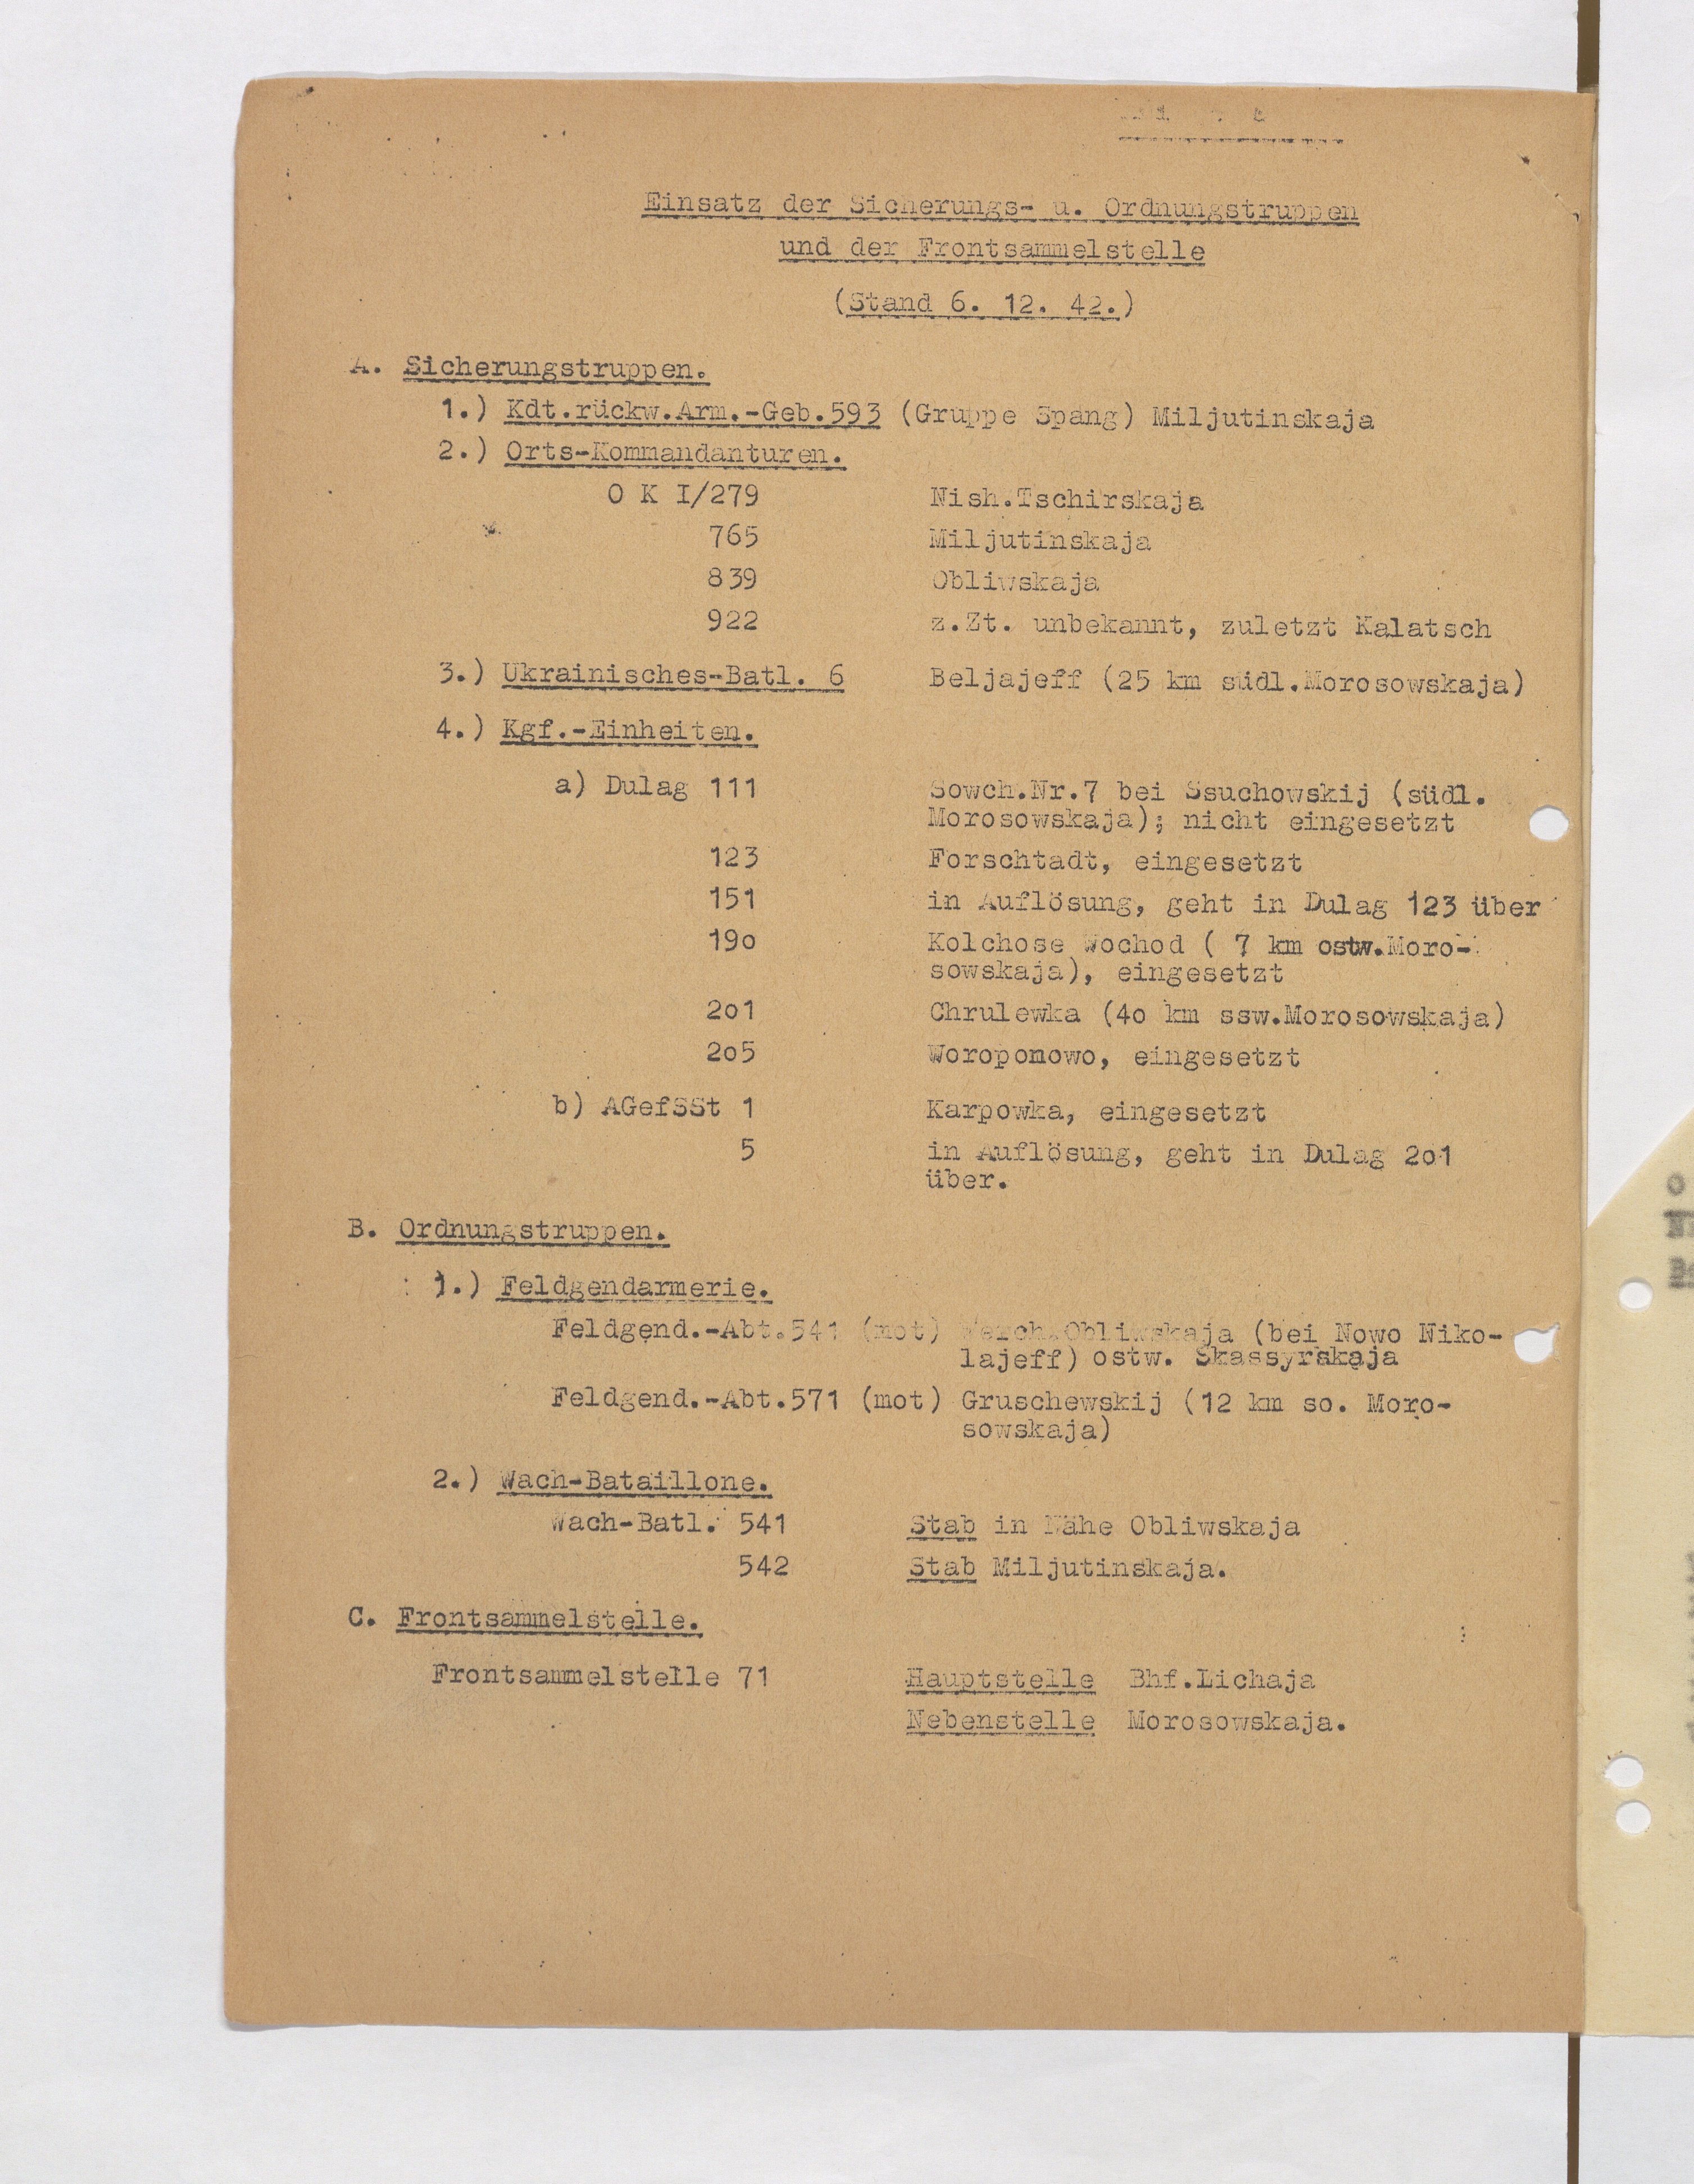 Einsatz der Sicherungs- u. Ordnungstruppen
und der Frontsammelstelle
(Stand 6. 12. 42.)
A. Sicherungstruppen.
1.) Kdt.rückw.Arm.-Geb.593 (Gruppe Spang) Miljutinskaja
2.) Orts-Kommandanturen.
O K I/279 Nish.Tschirskaja
765 Miljutinskaja
839 Obliwskaja
922 z.Zt. unbekannt, zuletzt Kalatsch
3.) Ukrainisches-Batl. 6 Beljajeff (25 km südl.Morosowskaja)
4.) Kgf.-Einheiten.
a) Dulag 111 Sowch.Nr.7 bei Ssuchowskij (südl.
Morosowskaja); nicht eingesetzt
123 Forschtadt, eingesetzt
151 in Auflösung, geht in Dulag 123 über
19o Kolchose Wochod ( 7 km ostw.Moro-
sowskaja), eingesetzt
2o1 Chrulewka (4o km ssw.Morosowskaja)
2o5 Woroponowo, eingesetzt
b) AGefSSt 1 Karpowka, eingesetzt
5 in Auflösung, geht in Dulag 2o1
über.
B. Ordnungstruppen.
1.) Feldgendarmerie.
Feldgend.-Abt.541 (mot) Werch.Obliwskaja (bei Nowo Niko-
lajeff) ostw. Skassyrskaja
Feldgend.-Abt.571 (mot) Gruschewskij (12 km so. Moro-
sowskaja)
2.) Wach-Bataillone.
Wach-Batl. 541 Stab in Nähe Obliwskaja
542 Stab Miljutinskaja.
C. Frontsammelstelle.
Frontsammelstelle 71 Hauptstelle Bhf.Lichaja
Nebenstelle Morosowskaja.